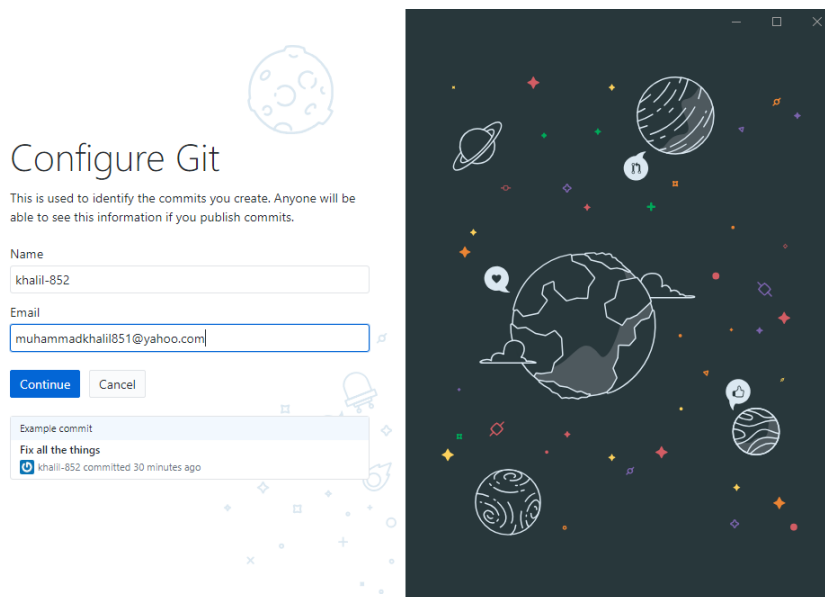 Configure Git
This is used to identify the commits you create. Anyone will be
able to see this information if you publish commits.
Name
khalil-852
Email
muhammadkhalil851@yahoo.com
Continue
Cancel
Example commit
Fix all the things
khalil-852 committed 30 minutes ago